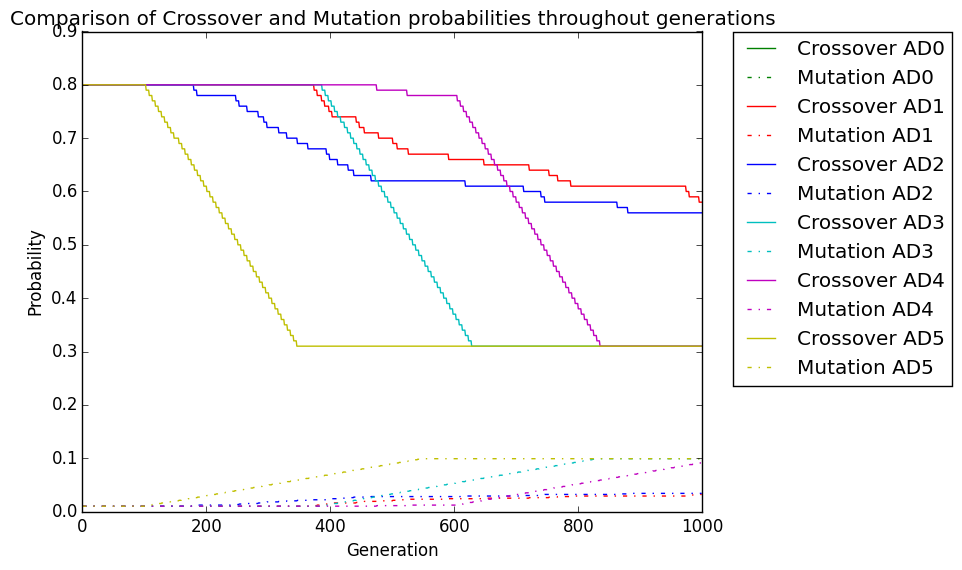 Comparison of Crossover and Mutation probabilities throughout generations
0.9
0.8
0.7
0.6
0.5
0.4
0.3
0.2
0.1
0.0
Probability
0 200 400 600 800 1000
Generation
Crossover AD0
Mutation AD0
Crossover AD1
Mutation AD1
Crossover AD2
Mutation AD2
Crossover AD3
Mutation AD3
Crossover AD4
Mutation AD4
Crossover AD5
Mutation AD5